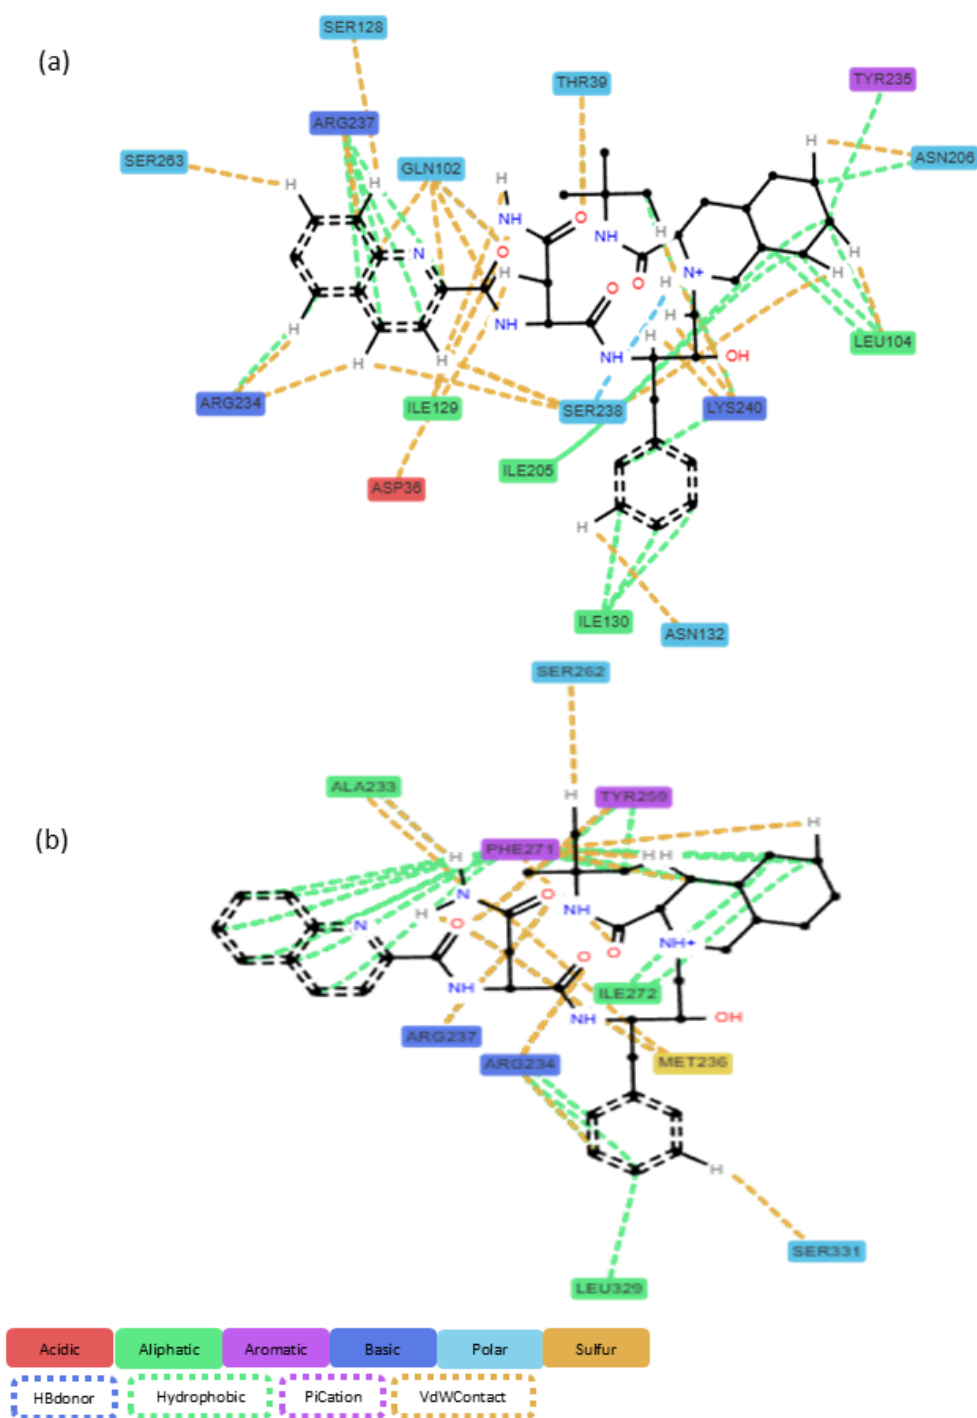 SER128
(a)
THR39
TYR235
ARG237
H
ASN206
SER263
GLN102
H
H
H
NH
O
H
NH
N
O
H
H
N+
H
O
H
O
H
NH
H
H
H
NH
OH
LEU104
H
H
ARG234
ILE129
SER238
LYS240
ILE205
ASP36
H
ILE130
ASN132
SER262
ALA233
H
TYR259
H
(b)
PHE271
H
H H
N
O
H
NH
N
O
O
NH+
O
NH
ILE272
NH
OH
ARG237
ARG234
MET236
H
SER331
LEU329
Acidic Aliphatic Aromatic Basic Polar Sulfur
HBdonor Hydrophobic PiCation VdWContact